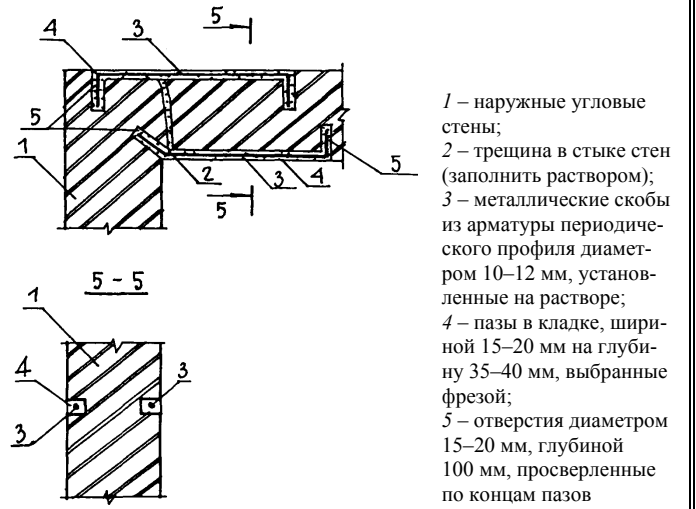 5
4
3
5
1
2
3
4
5
5
5 - 5
1
4
3
3
1 – наружные угловые
стены;
2 – трещина в стыке стен
(заполнить раствором);
3 – металлические скобы
из арматуры периодиче-
ского профиля диамет-
ром 10–12 мм, установ-
ленные на растворе;
4 – пазы в кладке, шири-
ной 15–20 мм на глуби-
ну 35–40 мм, выбранные
фрезой;
5 – отверстия диаметром
15–20 мм, глубиной
100 мм, просверленные
по концам пазов